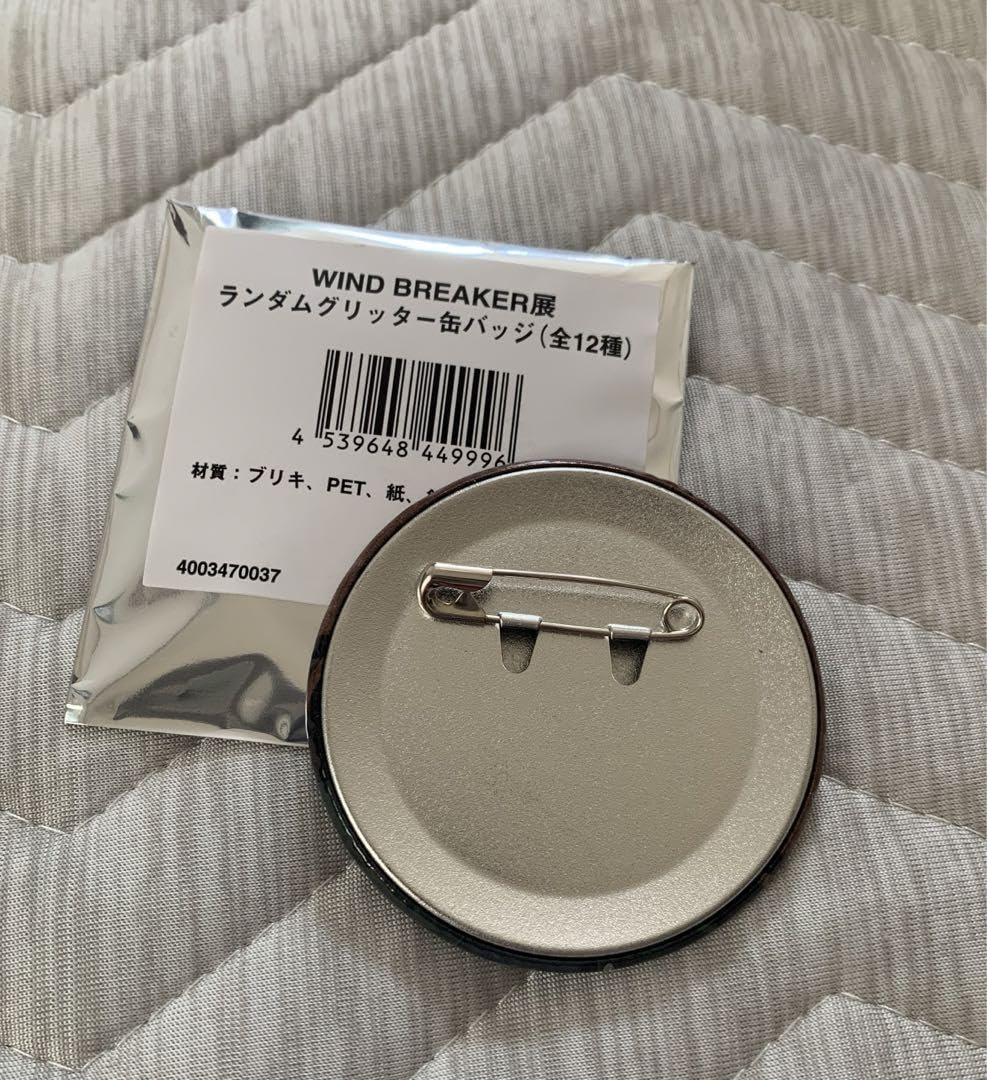 WIND BREAKER展
ランダムグリッター缶バッジ(全12種)
4 539648 449996
材質：ブリキ、PET、紙、
4003470037